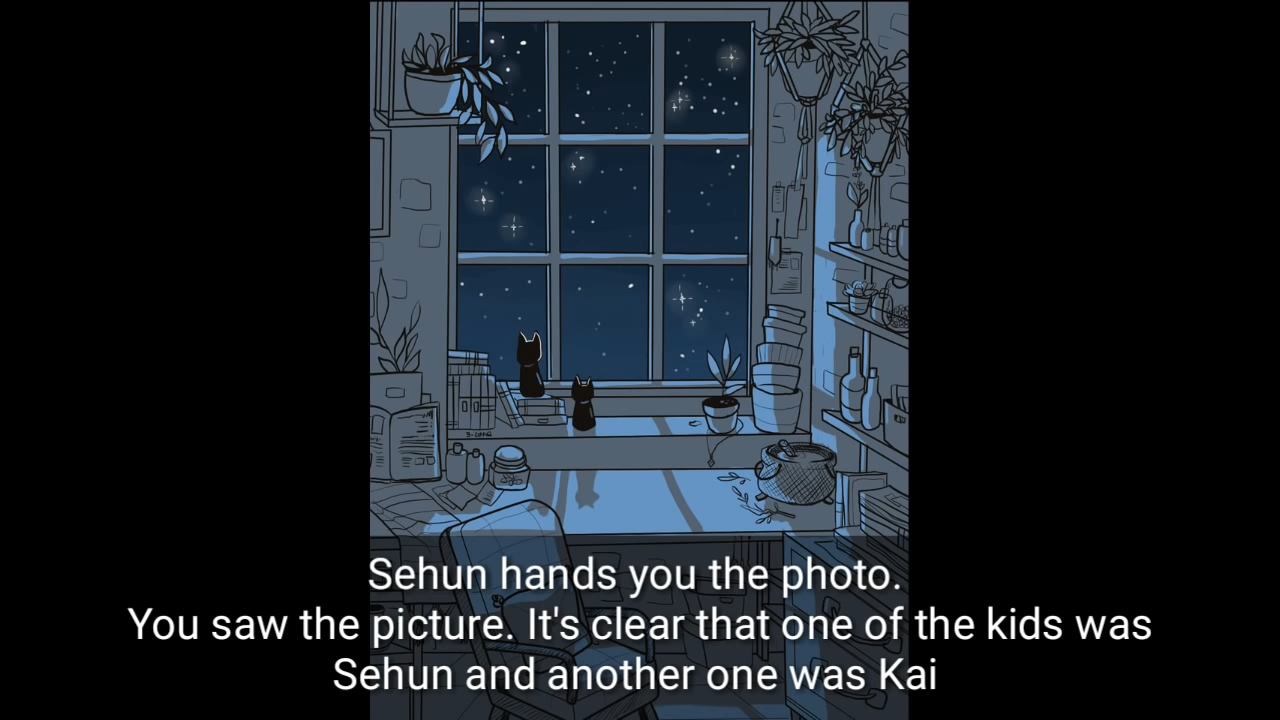 Sehun hands you the photo.
You saw the picture. It's clear that one of the kids was
Sehun and another one was Kai